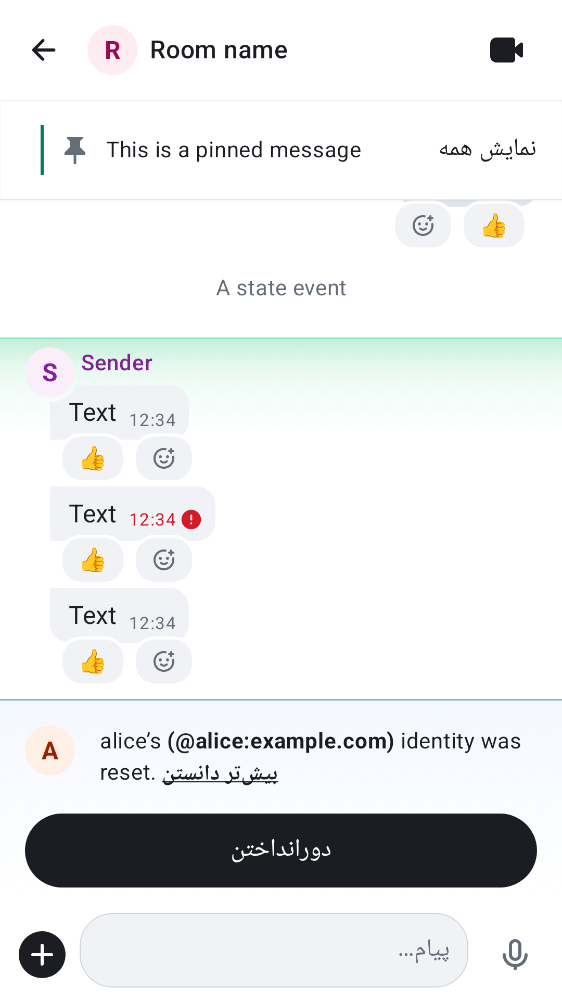 R Room name
This is a pinned message نمایش همه
👍
A state event
S Sender
Text 12:34
👍
Text 12:34
👍
Text 12:34
👍
A alice’s (@alice:example.com) identity was
reset. بیش‌تر دانستن
دورانداختن
پیام…